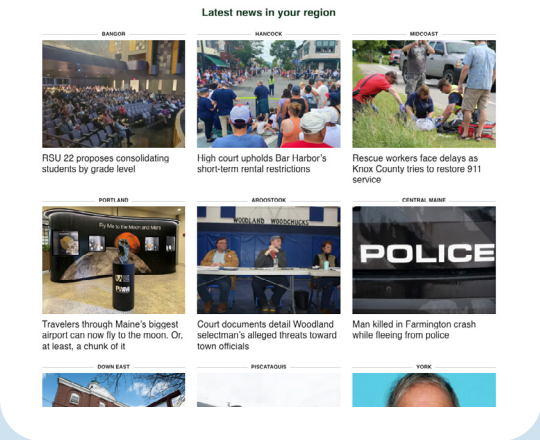 Latest news in your region
BANGOR
RSU 22 proposes consolidating
students by grade level
HANCOCK
High court upholds Bar Harbor's
short-term rental restrictions
MIDCOAST
Rescue workers face delays as
Knox County tries to restore 911
service
PORTLAND
Fly Me to the Moon and Mars
Travelers through Maine's biggest
airport can now fly to the moon. Or,
at least, a chunk of it
AROOSTOOK
WOODLAND WOODCHUCKS
Court documents detail Woodland
selectman's alleged threats toward
town officials
CENTRAL MAINE
POLICE
Man killed in Farmington crash
while fleeing from police
DOWN EAST
PISCATAQUIS
YORK